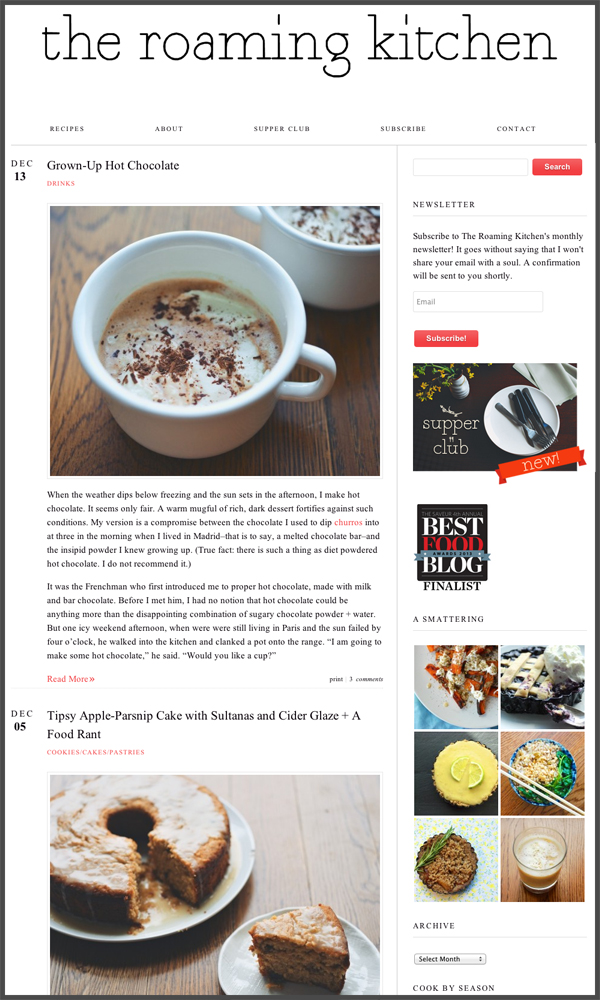 the roaming kitchen
RECIPES ABOUT SUPPER CLUB SUBSCRIBE CONTACT
DEC
13
Grown-Up Hot Chocolate
DRINKS
When the weather dips below freezing and the sun sets in the afternoon, I make hot
chocolate. It seems only fair. A warm mugful of rich, dark dessert fortifies against such
conditions. My version is a compromise between the chocolate I used to dip churros into
at three in the morning when I lived in Madrid–that is to say, a melted chocolate bar–and
the insipid powder I knew growing up. (True fact: there is such a thing as diet powdered
hot chocolate. I do not recommend it.)
It was the Frenchman who first introduced me to proper hot chocolate, made with milk
and bar chocolate. Before I met him, I had no notion that hot chocolate could be
anything more than the disappointing combination of sugary chocolate powder + water.
But one icy weekend afternoon, when were were still living in Paris and the sun failed by
four o’clock, he walked into the kitchen and clanked a pot onto the range. “I am going to
make some hot chocolate,” he said. “Would you like a cup?”
Read More »
print | 3 comments
DEC
05
Tipsy Apple-Parsnip Cake with Sultanas and Cider Glaze + A
Food Rant
COOKIES/CAKES/PASTRIES
Search
NEWSLETTER
Subscribe to The Roaming Kitchen's monthly
newsletter! It goes without saying that I won't
share your email with a soul. A confirmation
will be sent to you shortly.
Email
Subscribe!
supper
club
new!
THE SAVEUR 4TH ANNUAL
BEST
FOOD
AWARDS 2013
BLOG
FINALIST
A SMATTERING
ARCHIVE
Select Month
COOK BY SEASON